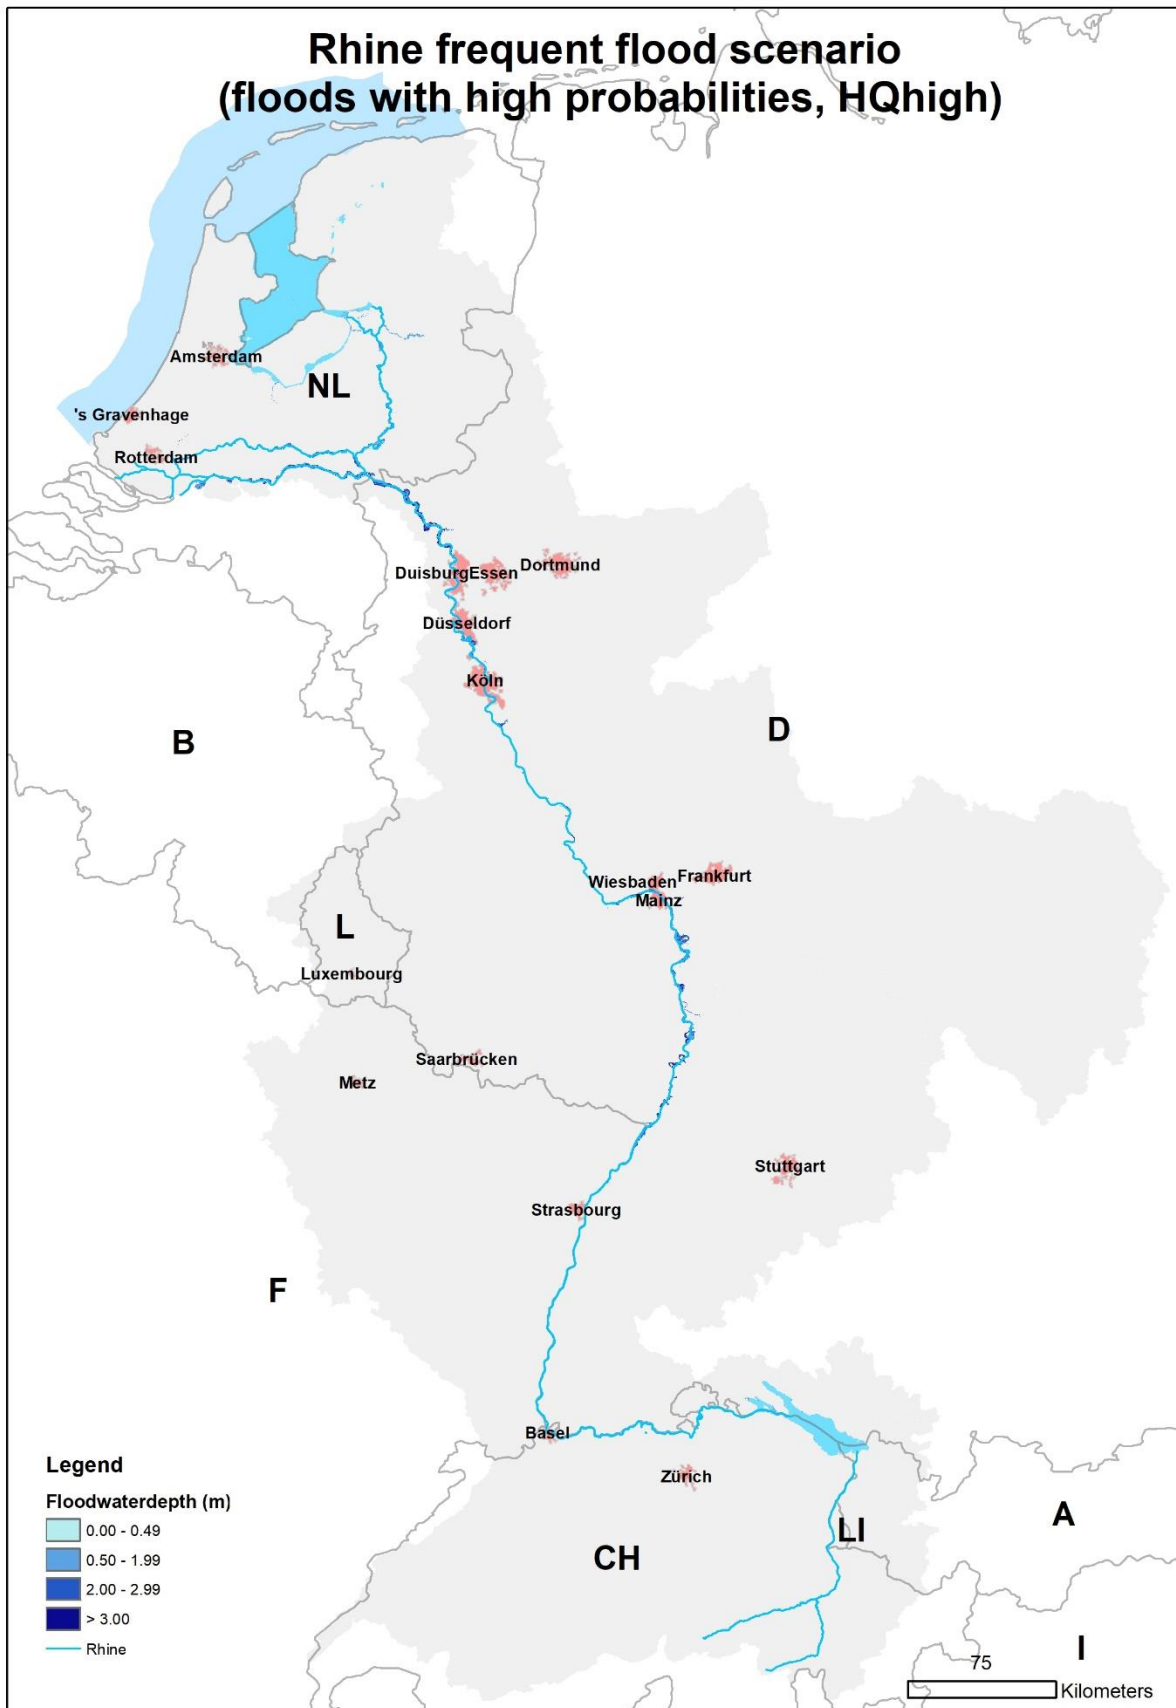 Rhine frequent flood scenario
(floods with high probabilities, HQhigh)
Amsterdam
NL
's Gravenhage
Rotterdam
Duisburg
Essen
Dortmund
Düsseldorf
Köln
B
D
Wiesbaden
Frankfurt
Mainz
L
Luxembourg
Saarbrücken
Metz
Stuttgart
Strasbourg
F
Basel
Zürich
A
LI
CH
I
Legend
Floodwaterdepth (m)
0.00 - 0.49
0.50 - 1.99
2.00 - 2.99
> 3.00
Rhine
75
Kilometers